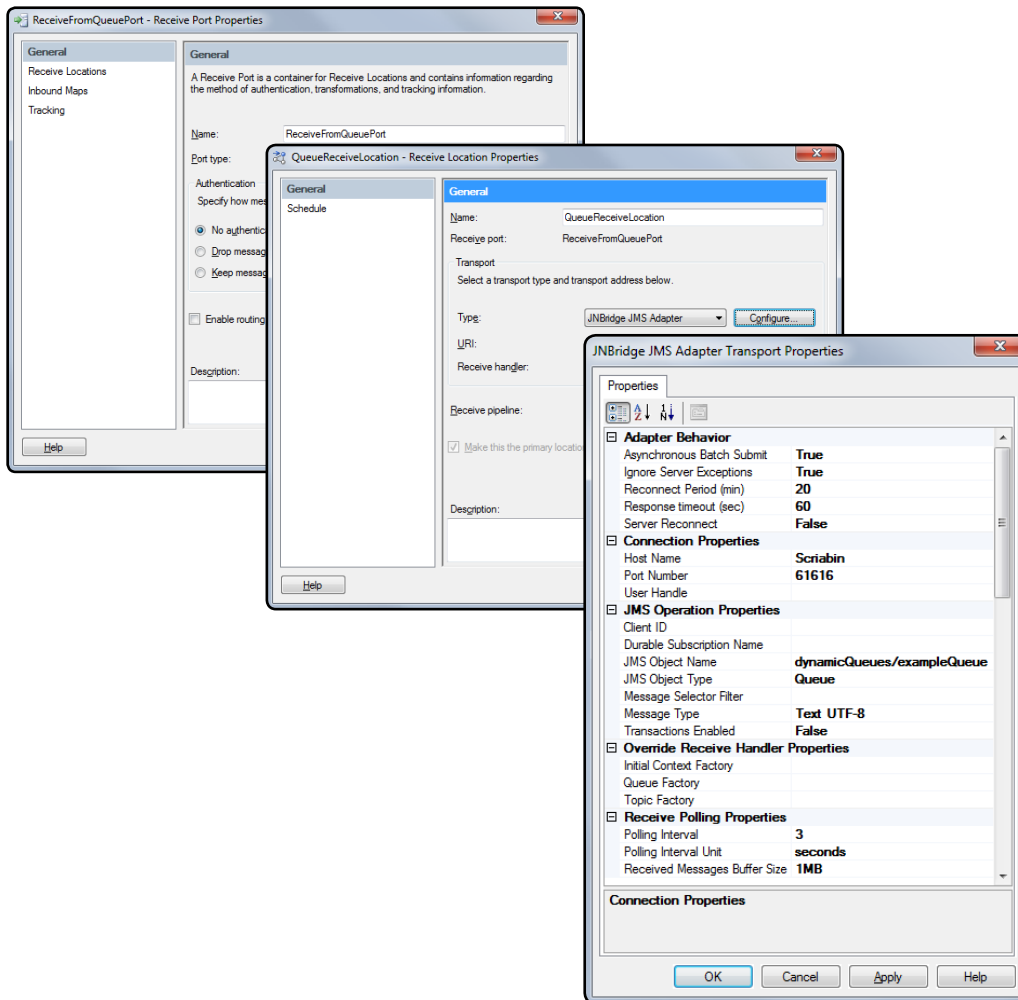 ReceiveFromQueuePort - Receive Port Properties
General
Receive Locations
Inbound Maps
Tracking
General
A Receive Port is a container for Receive Locations and contains information regarding
the method of authentication, transformations, and tracking information.
Name: ReceiveFromQueuePort
Port type:
Authentication
Specify how
No
Drop
Keep
Enable routing
Description:
Help
QueueReceiveLocation - Receive Location Properties
General
Schedule
General
Name: QueueReceiveLocation
Receive port: ReceiveFromQueuePort
Transport
Select a transport type and transport address below.
Type: JNBridge JMS Adapter Configure...
URI:
Receive handler:
Receive pipeline:
Make this the primary
Description:
Help
JNBridge JMS Adapter Transport Properties
Properties
Adapter Behavior
Asynchronous Batch Submit True
Ignore Server Exceptions True
Reconnect Period (min) 20
Response timeout (sec) 60
Server Reconnect False
Connection Properties
Host Name Scriabin
Port Number 61616
User Handle
JMS Operation Properties
Client ID
Durable Subscription Name
JMS Object Name dynamicQueues/exampleQueue
JMS Object Type Queue
Message Selector Filter
Message Type Text UTF-8
Transactions Enabled False
Override Receive Handler Properties
Initial Context Factory
Queue Factory
Topic Factory
Receive Polling Properties
Polling Interval 3
Polling Interval Unit seconds
Received Messages Buffer Size 1MB
Connection Properties
OK Cancel Apply Help